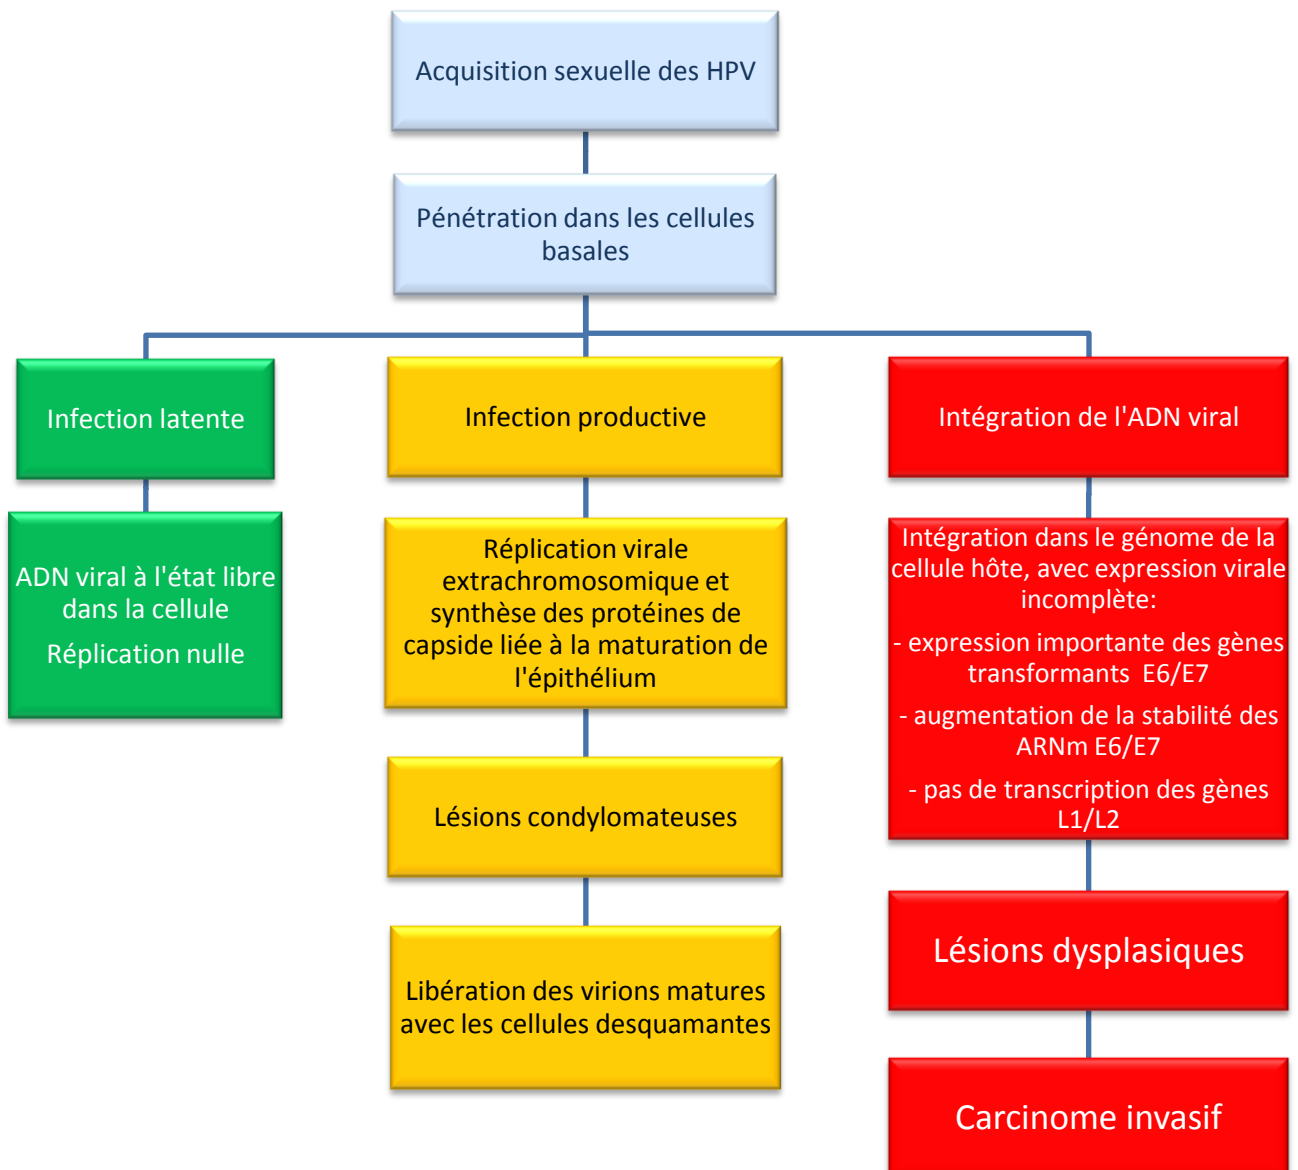 Acquisition sexuelle des HPV
Pénétration dans les cellules
basales
Infection latente
ADN viral à l'état libre
dans la cellule
Réplication nulle
Infection productive
Réplication virale
extrachromosomique et
synthèse des protéines de
capside liée à la maturation de
l'épithélium
Lésions condylomateuses
Libération des virions matures
avec les cellules desquamantes
Intégration de l'ADN viral
Intégration dans le génome de la
cellule hôte, avec expression virale
incomplète:
- expression importante des gènes
transformants E6/E7
- augmentation de la stabilité des
ARNm E6/E7
- pas de transcription des gènes
L1/L2
Lésions dysplasiques
Carcinome invasif